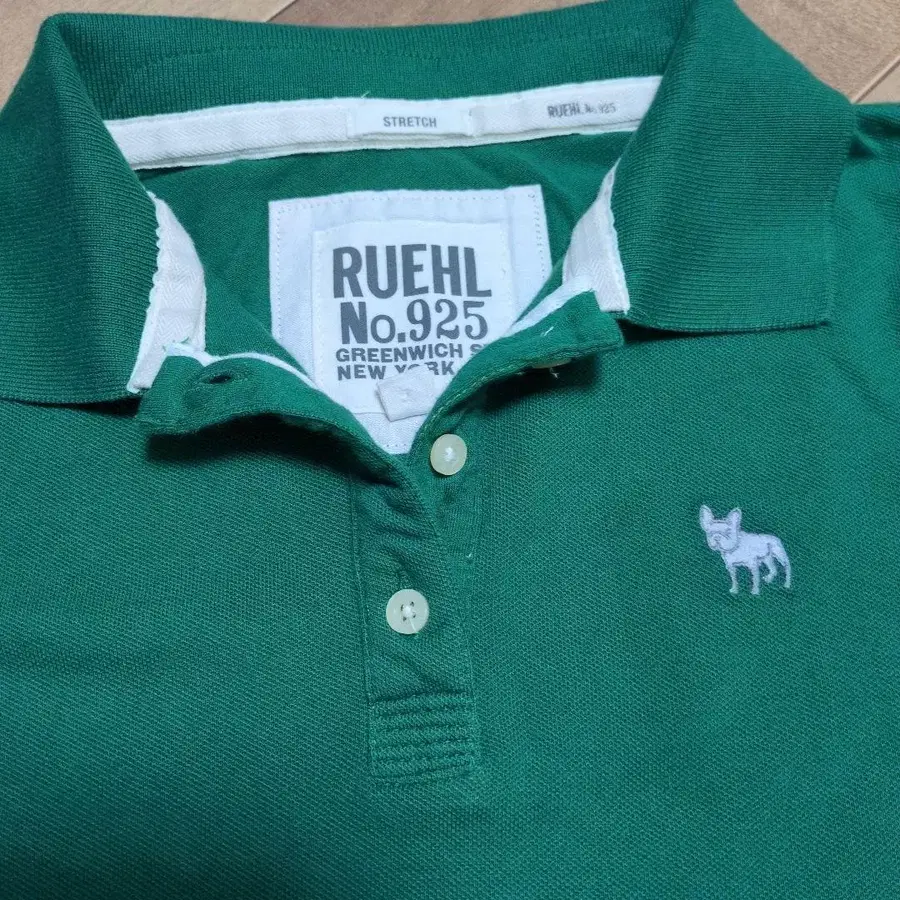 STRETCH
RUEHL No.925
RUEHL
No.925
GREENWICH
NEW YORK